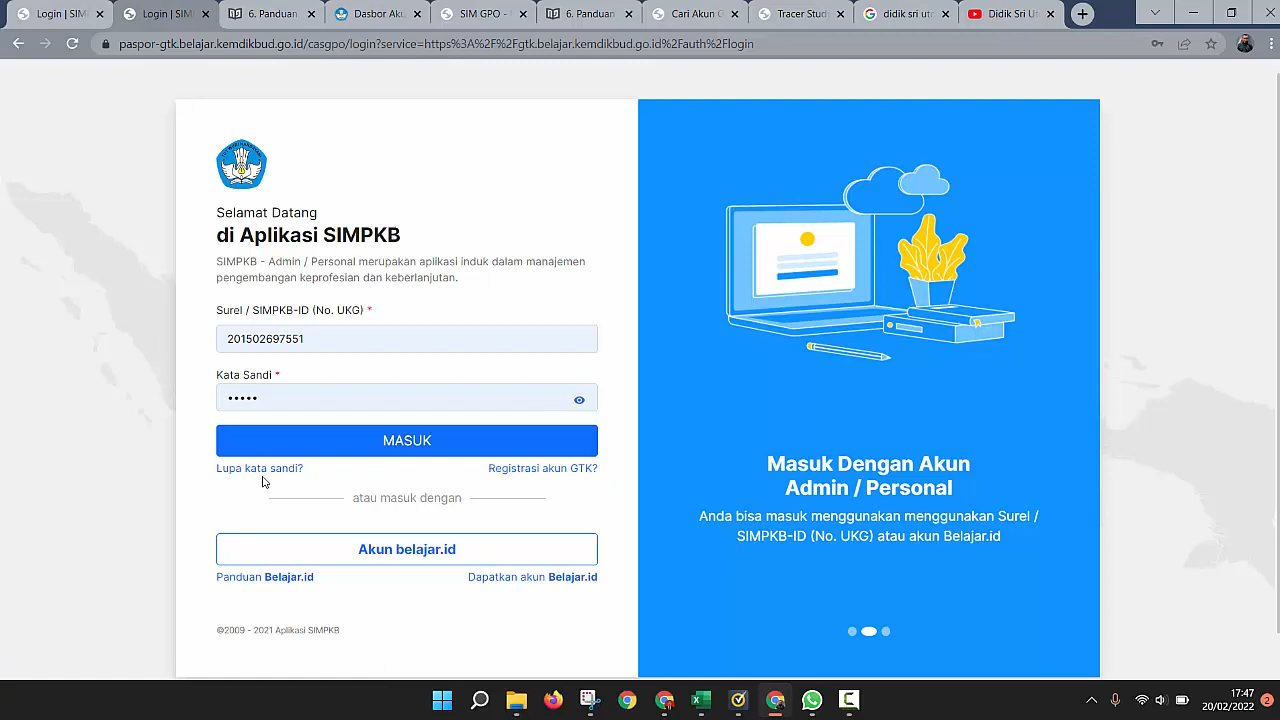 Login | SIM
Login | SIM
6. Panduan
Dasbor Aku
SIM GPO -
6. Panduan
Cari Akun G
Tracer Study
didik sri uto
Didik Sri Ut
paspor-gtk.belajar.kemdikbud.go.id/casgpo/login?service=https%3A%2F%2Fgtk.belajar.kemdikbud.go.id%2Fauth%2Flogin
Selamat Datang
di Aplikasi SIMPKB
SIMPKB - Admin / Personal merupakan aplikasi induk dalam manajemen
pengembangan keprofesian dan keberlanjutan.
Surel / SIMPKB-ID (No. UKG) *
201502697551
Kata Sandi *
•••••
MASUK
Lupa kata sandi?
Registrasi akun GTK?
atau masuk dengan
Akun belajar.id
Panduan Belajar.id
Dapatkan akun Belajar.id
©2009 - 2021 Aplikasi SIMPKB
Masuk Dengan Akun
Admin / Personal
Anda bisa masuk menggunakan menggunakan Surel /
SIMPKB-ID (No. UKG) atau akun Belajar.id
17:47
20/02/2022
2